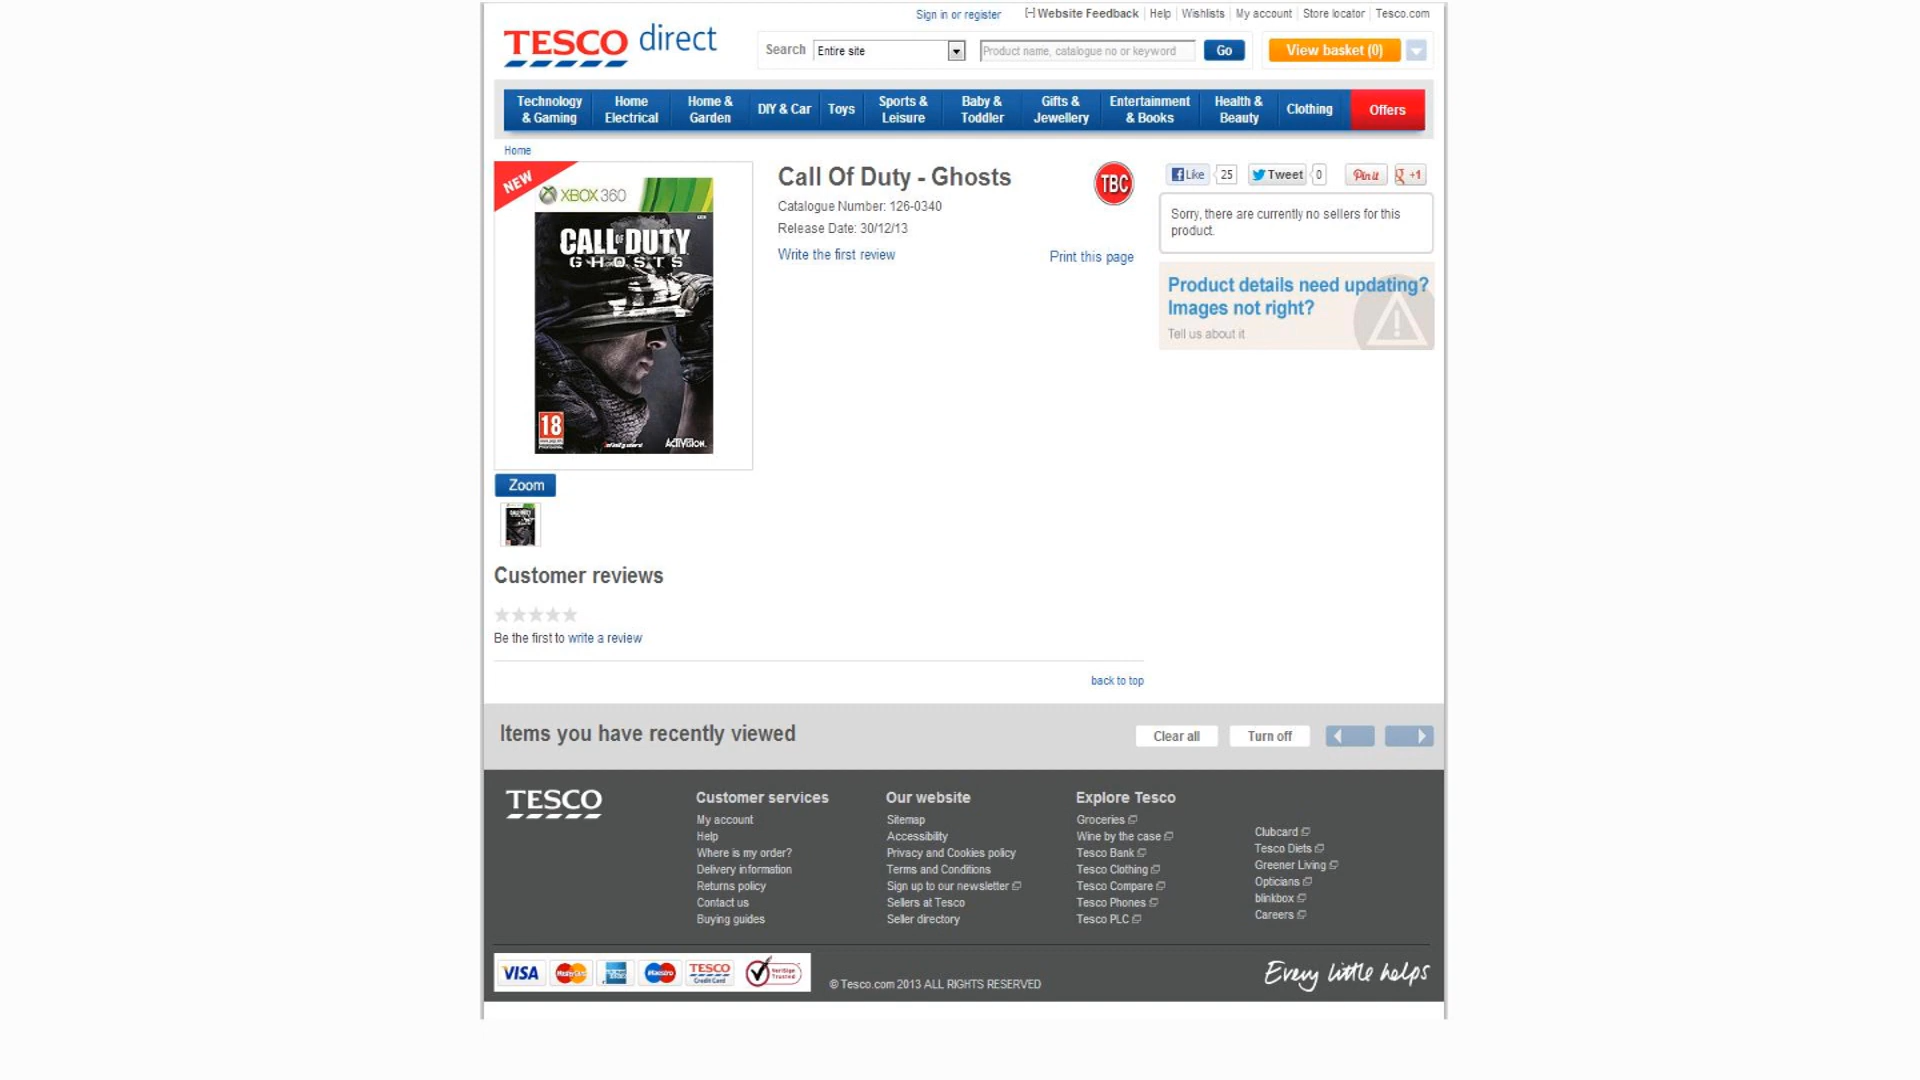 Sign in or register
[-] Website Feedback
Help
Wishlists
My account
Store locator
Tesco.com
TESCO direct
Search
Entire site
Product name, catalogue no or keyword
Go
View basket (0)
Technology & Gaming
Home Electrical
Home & Garden
DIY & Car
Toys
Sports & Leisure
Baby & Toddler
Gifts & Jewellery
Entertainment & Books
Health & Beauty
Clothing
Offers
Home
NEW
XBOX 360
CALL OF DUTY
GHOSTS
18
ACTIVISION
Call Of Duty - Ghosts
TBC
Catalogue Number: 126-0340
Release Date: 30/12/13
Write the first review
Print this page
Like 25
Tweet 0
Pin it
+1
Sorry, there are currently no sellers for this
product.
Product details need updating?
Images not right?
Tell us about it
Zoom
Customer reviews
Be the first to write a review
back to top
Items you have recently viewed
Clear all
Turn off
TESCO
Customer services
My account
Help
Where is my order?
Delivery information
Returns policy
Contact us
Buying guides
Our website
Sitemap
Accessibility
Privacy and Cookies policy
Terms and Conditions
Sign up to our newsletter
Sellers at Tesco
Seller directory
Explore Tesco
Groceries
Wine by the case
Tesco Bank
Tesco Clothing
Tesco Compare
Tesco Phones
Tesco PLC
Clubcard
Tesco Diets
Greener Living
Opticians
blinkbox
Careers
VISA
MasterCard
Maestro
TESCO
Credit Card
VeriSign
Trusted
© Tesco.com 2013 ALL RIGHTS RESERVED
Every little helps